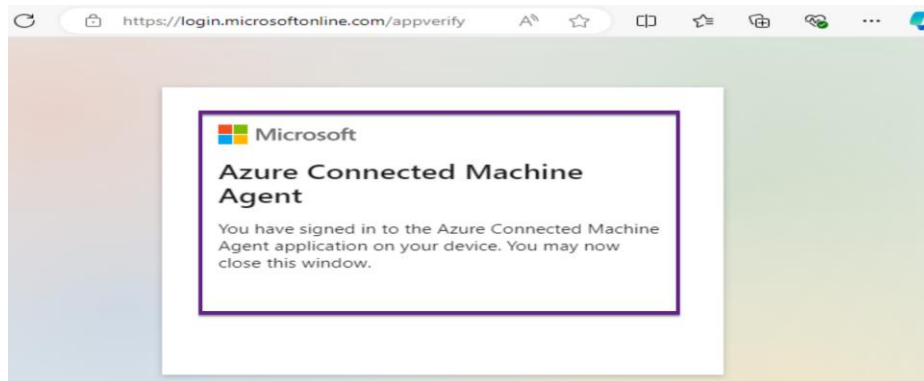 https://login.microsoftonline.com/appverify
Microsoft
Azure Connected Machine
Agent
You have signed in to the Azure Connected Machine
Agent application on your device. You may now
close this window.